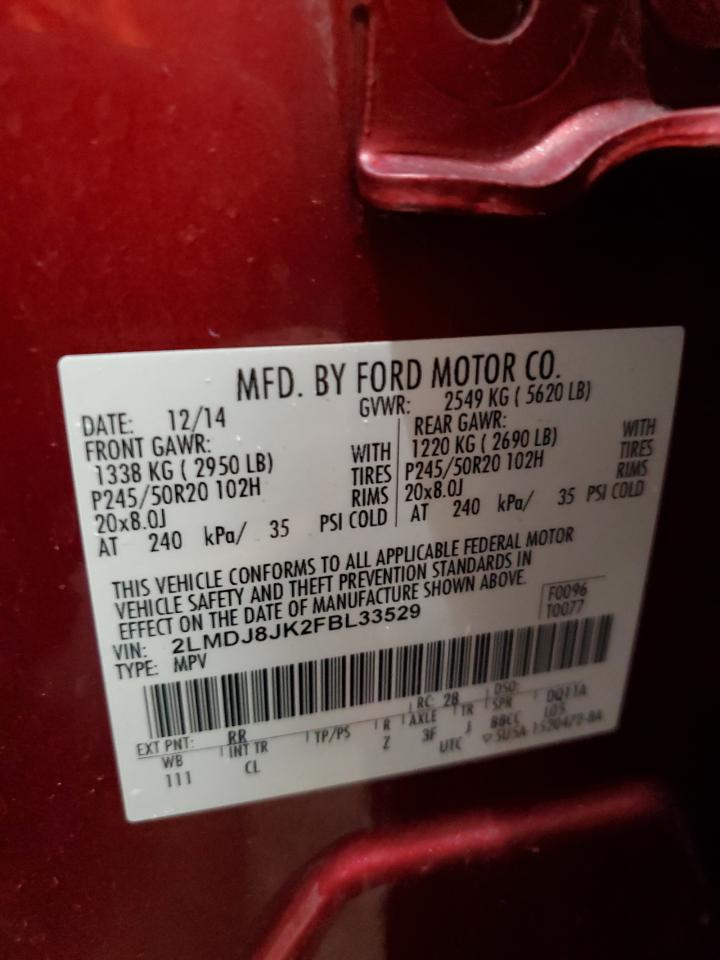 MFD. BY FORD MOTOR CO.
DATE: 12/14
GVWR: 2549 KG ( 5620 LB)
FRONT GAWR:
1338 KG ( 2950 LB)
P245/50R20 102H
20x8.0J
WITH
TIRES
RIMS
AT 240 kPa/ 35 PSI COLD
REAR GAWR:
1220 KG ( 2690 LB)
P245/50R20 102H
20x8.0J
WITH
TIRES
RIMS
AT 240 kPa/ 35 PSI COLD
THIS VEHICLE CONFORMS TO ALL APPLICABLE FEDERAL MOTOR
VEHICLE SAFETY AND THEFT PREVENTION STANDARDS IN
EFFECT ON THE DATE OF MANUFACTURE SHOWN ABOVE.
F0096
T0077
VIN: 2LMDJ8JK2FBL33529
TYPE: MPV
EXT PNT: RR RC: 28 DSO:
WB INT TR TP/PS R AXLE TR SPR
111 CL Z 3F J BBCC
UTC